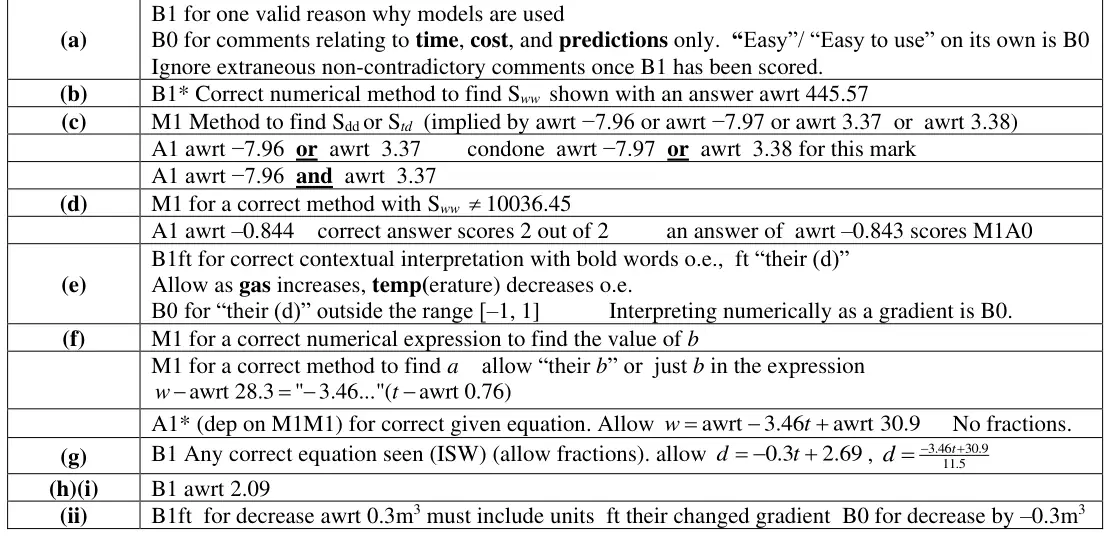 B1 for one valid reason why models are used
(a) B0 for comments relating to time, cost, and predictions only. “Easy”/ “Easy to use” on its own is B0
Ignore extraneous non-contradictory comments once B1 has been scored.
(b) B1* Correct numerical method to find Sww shown with an answer awrt 445.57
(c) M1 Method to find Sdd or Std (implied by awrt −7.96 or awrt −7.97 or awrt 3.37 or awrt 3.38)
A1 awrt −7.96 or awrt 3.37 condone awrt −7.97 or awrt 3.38 for this mark
A1 awrt −7.96 and awrt 3.37
(d) M1 for a correct method with Sww ≠ 10036.45
A1 awrt –0.844 correct answer scores 2 out of 2 an answer of awrt –0.843 scores M1A0
B1ft for correct contextual interpretation with bold words o.e., ft “their (d)”
(e) Allow as gas increases, temp(erature) decreases o.e.
B0 for “their (d)” outside the range [–1, 1] Interpreting numerically as a gradient is B0.
(f) M1 for a correct numerical expression to find the value of b
M1 for a correct method to find a allow “their b” or just b in the expression
w − awrt 28.3 = "− 3.46..."(t − awrt 0.76)
A1* (dep on M1M1) for correct given equation. Allow w = awrt − 3.46t + awrt 30.9 No fractions.
(g) B1 Any correct equation seen (ISW) (allow fractions). allow d = −0.3t + 2.69 , d = −3.46t+30.9 / 11.5
(h)(i) B1 awrt 2.09
(ii) B1ft for decrease awrt 0.3m³ must include units ft their changed gradient B0 for decrease by –0.3m³